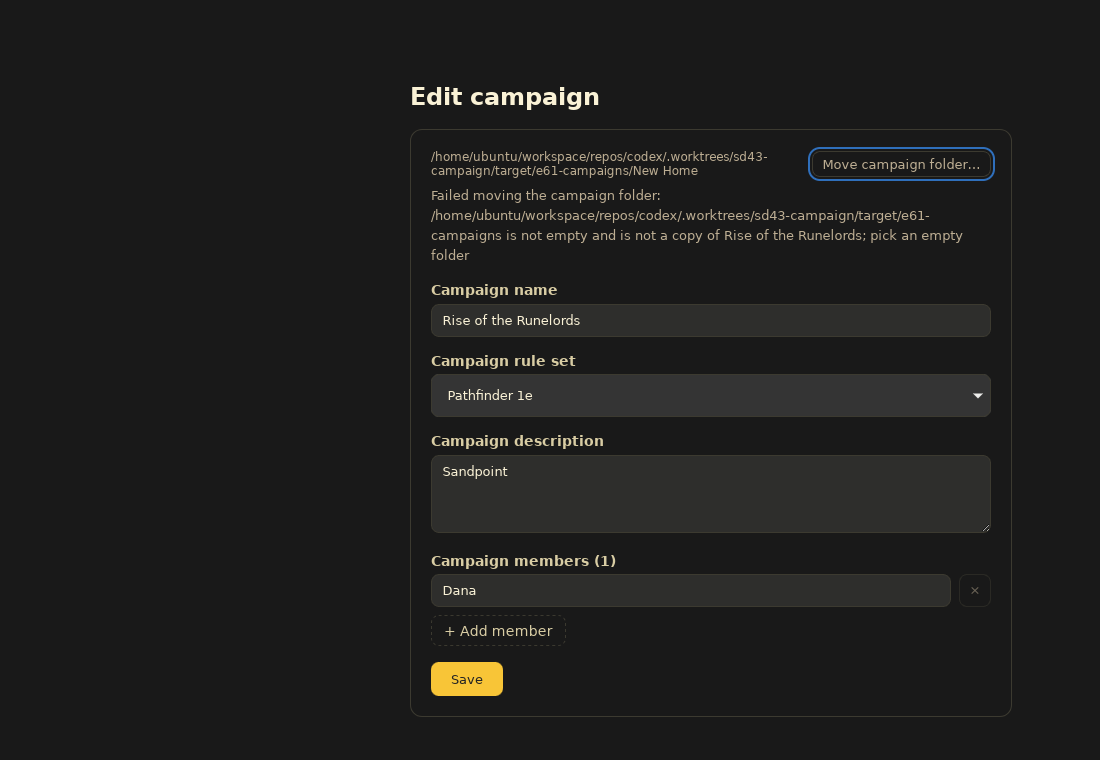 Edit campaign
/home/ubuntu/workspace/repos/codex/.worktrees/sd43-
campaign/target/e61-campaigns/New Home
Move campaign folder...
Failed moving the campaign folder:
/home/ubuntu/workspace/repos/codex/.worktrees/sd43-campaign/target/e61-
campaigns is not empty and is not a copy of Rise of the Runelords; pick an empty
folder
Campaign name
Rise of the Runelords
Campaign rule set
Pathfinder 1e
Campaign description
Sandpoint
Campaign members (1)
Dana
×
+ Add member
Save